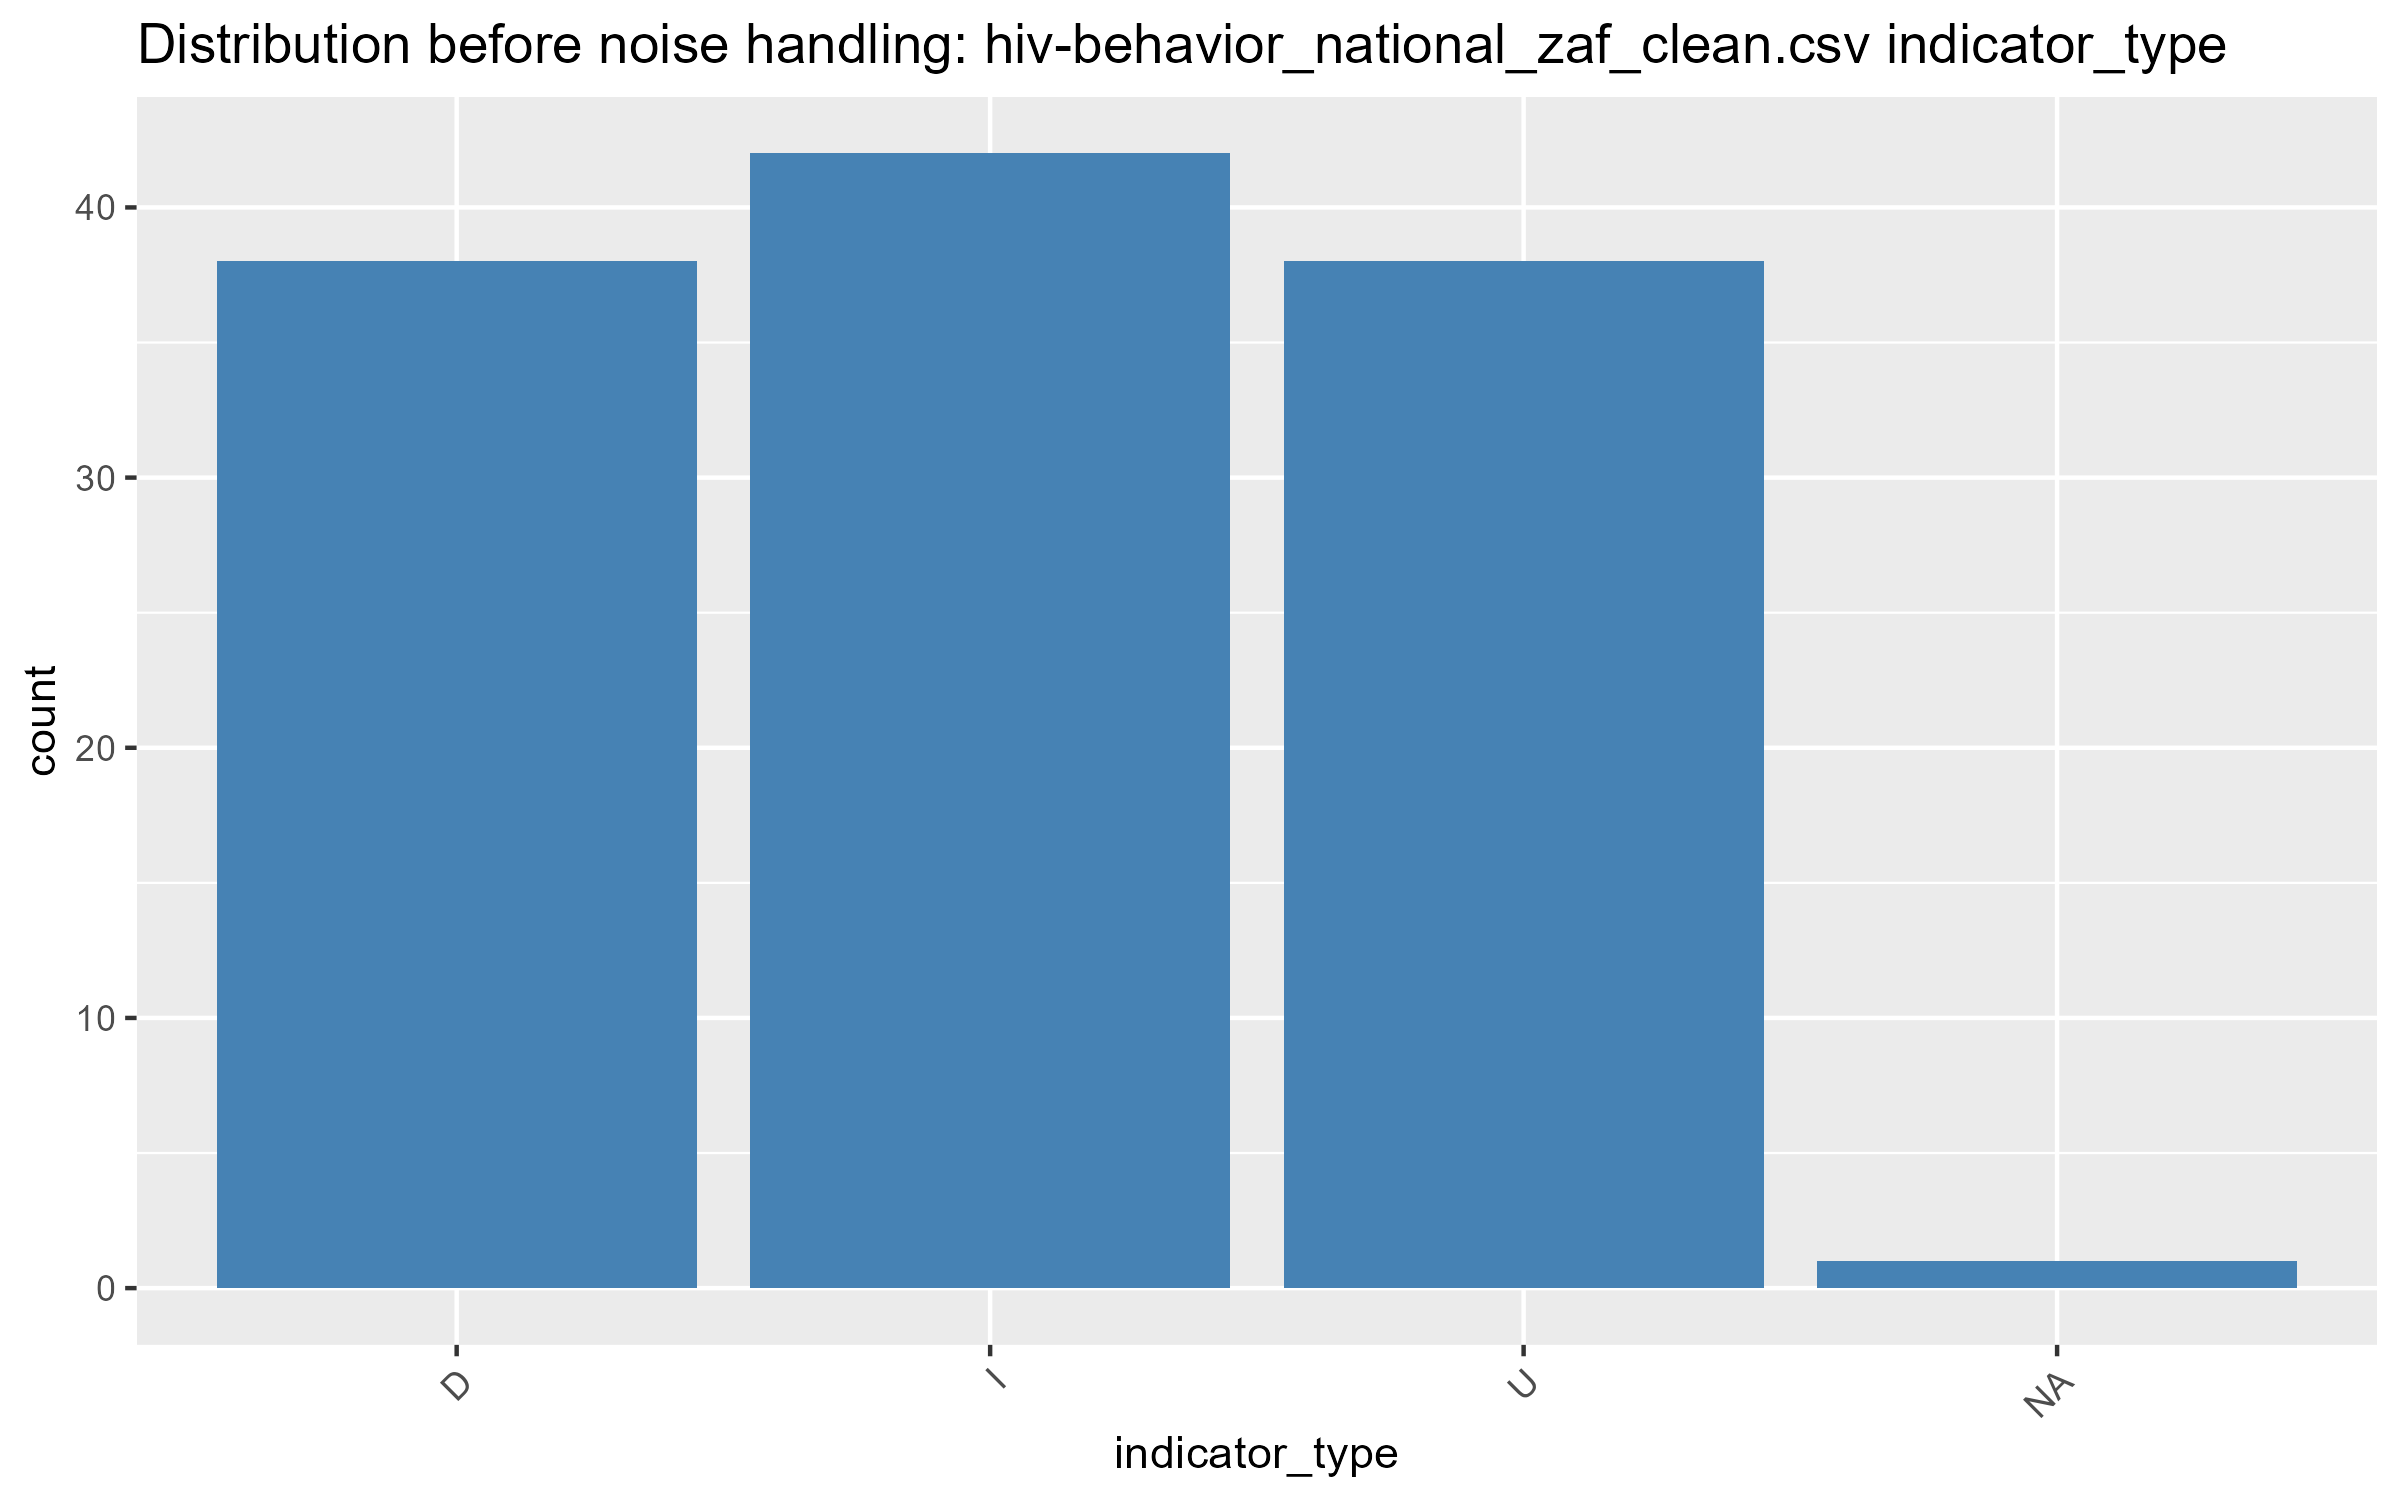 Distribution before noise handling: hiv-behavior_national_zaf_clean.csv indicator_type
count
40
30
20
10
0
D
I
U
NA
indicator_type